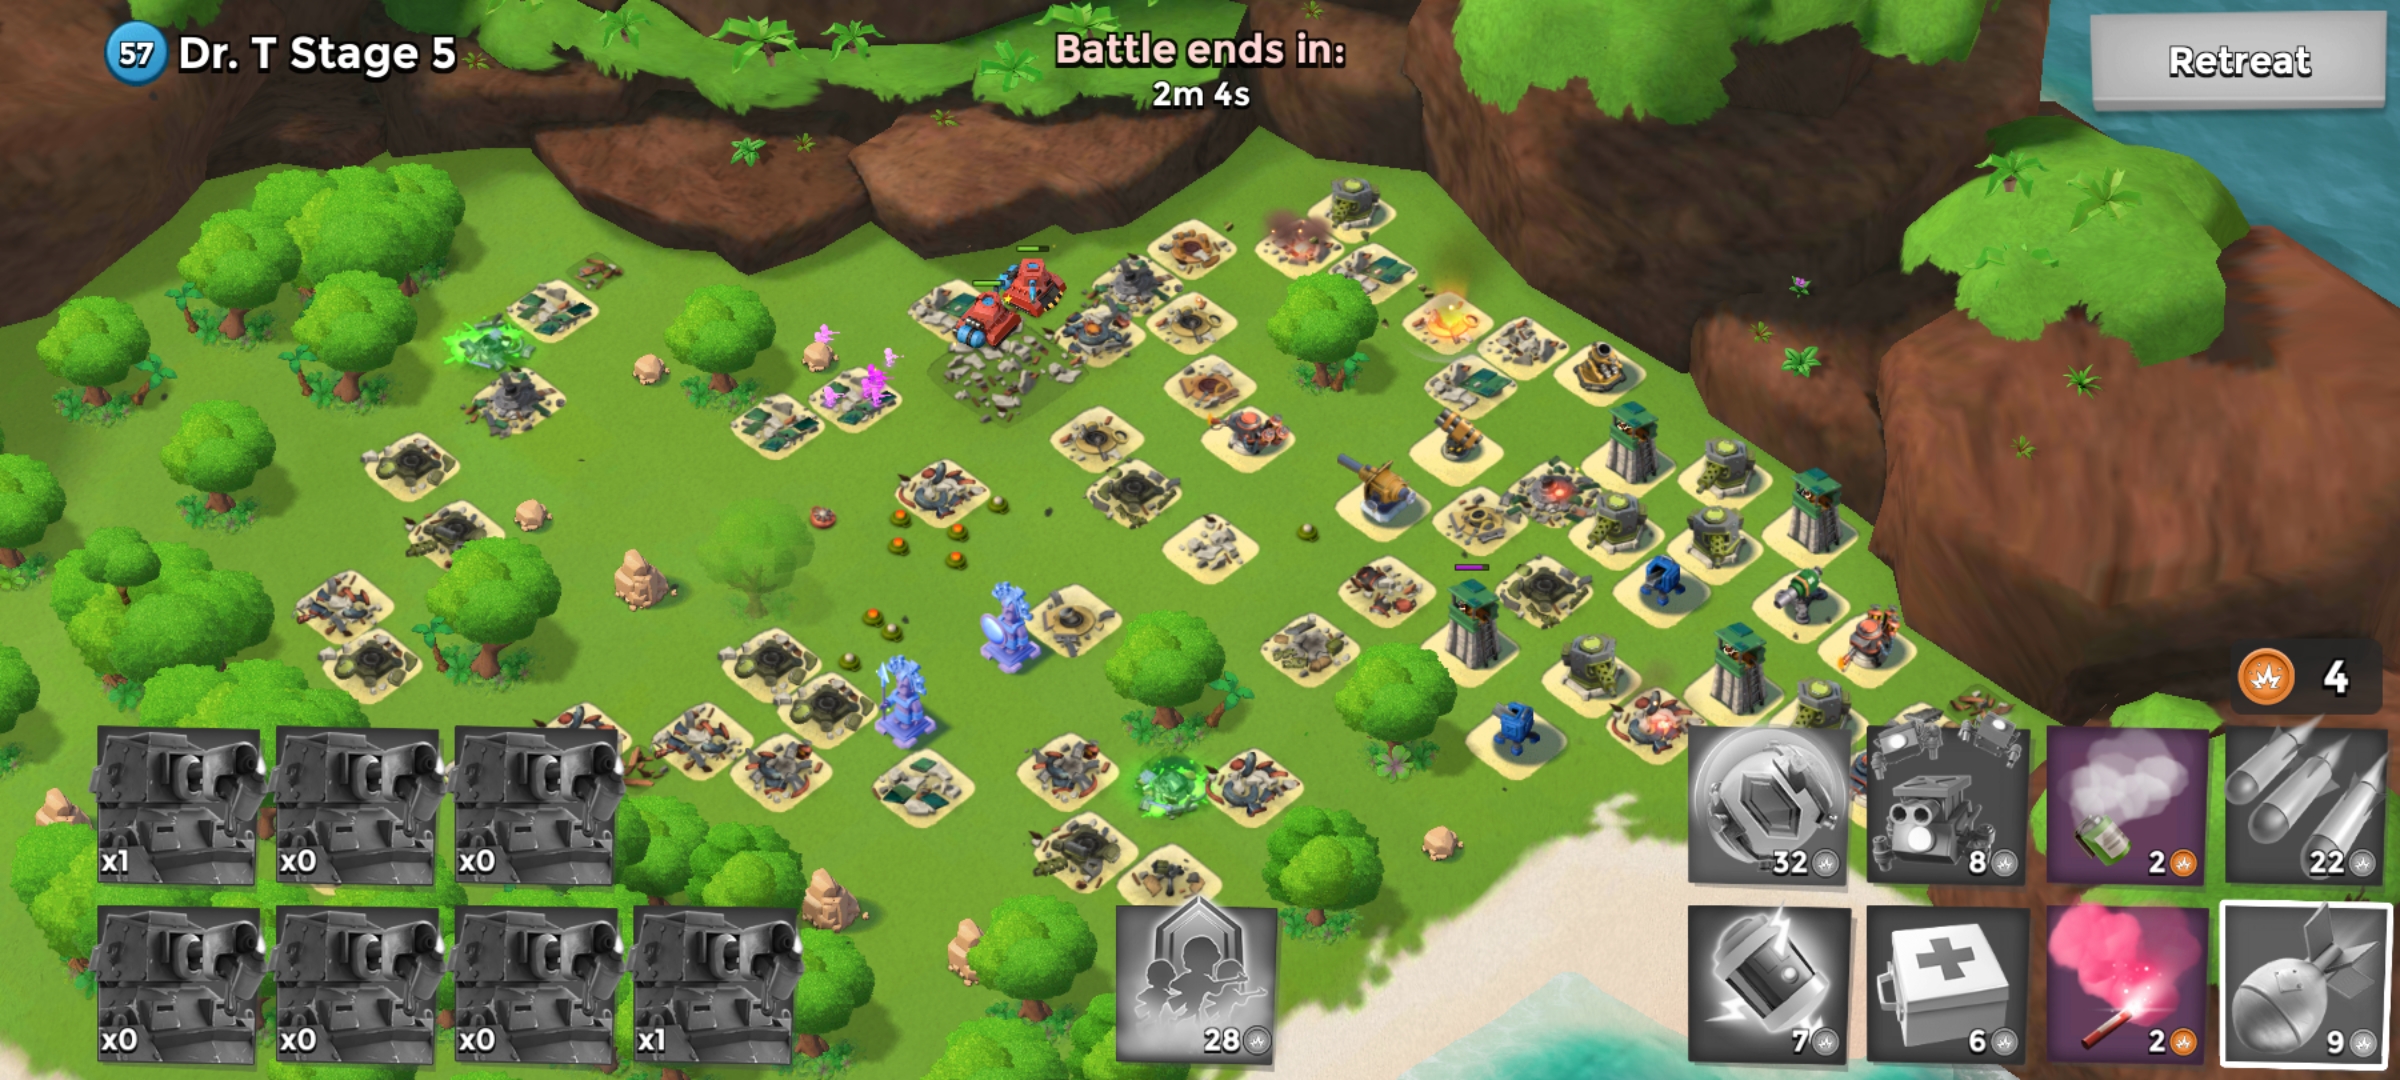 57 Dr. T Stage 5
Battle ends in:
2m 4s
Retreat
4
x1
x0
x0
32
8
2
22
x0
x0
x0
x1
28
7
6
2
9